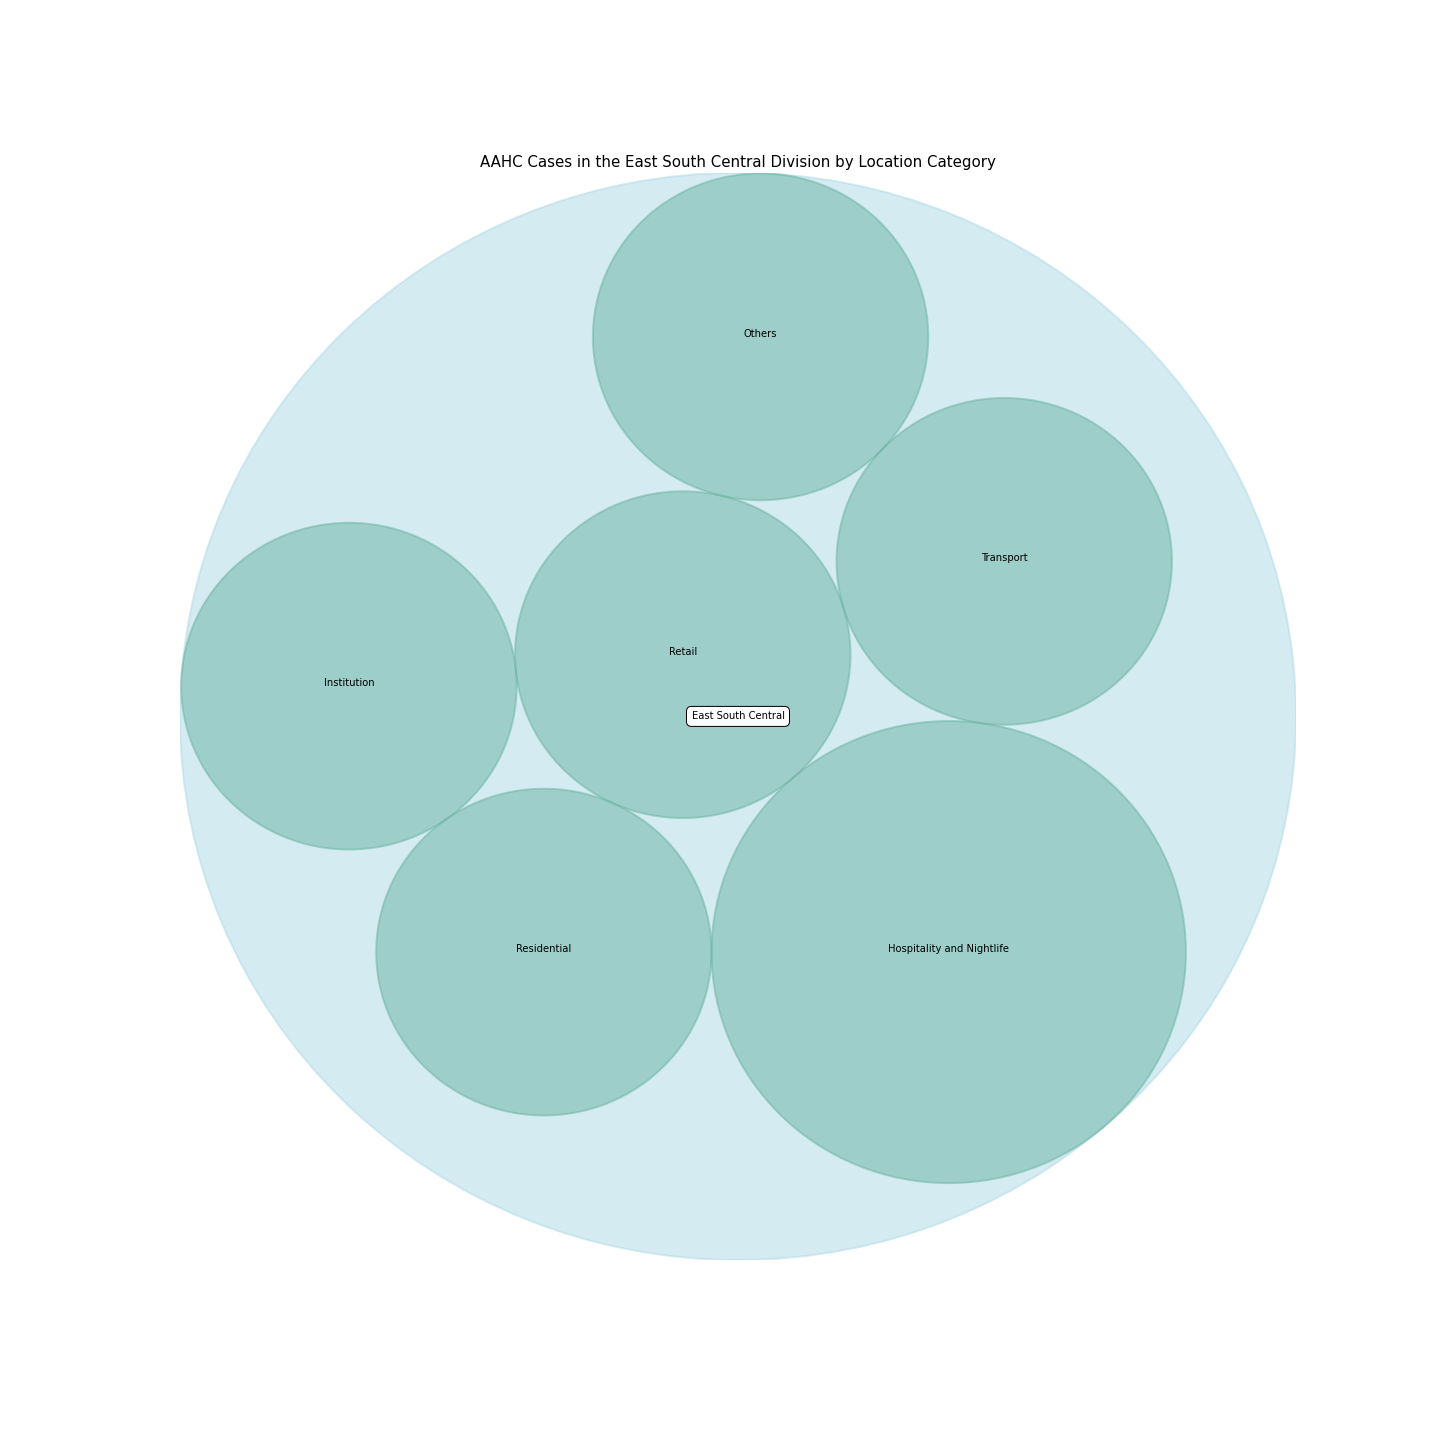 AAHC Cases in the East South Central Division by Location Category
Others
Transport
Retail
Institution
East South Central
Residential
Hospitality and Nightlife